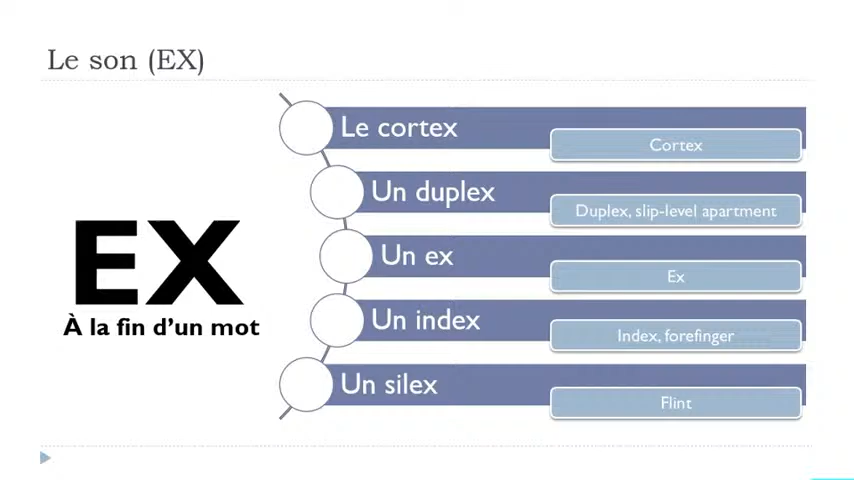 Le son (EX)
EX
À la fin d'un mot
Le cortex
Cortex
Un duplex
Duplex, slip-level apartment
Un ex
Ex
Un index
Index, forefinger
Un silex
Flint